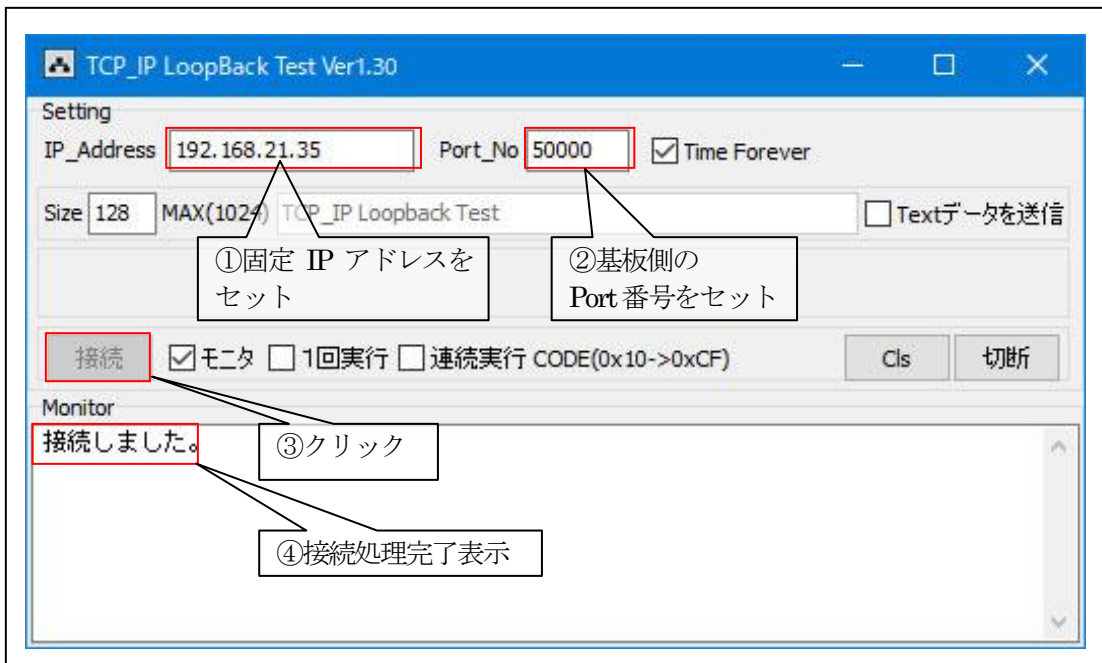 TCP_IP LoopBack Test Ver1.30
Setting
IP_Address 192.168.21.35 Port_No 50000 Time Forever
Size 128 MAX(1024) TCP_IP Loopback Test Textデータを送信
①固定 IP アドレスを
セット
②基板側の
Port 番号をセット
接続 モニタ 1回実行 連続実行 CODE(0x10->0xCF) Cls 切断
Monitor
接続しました。
③クリック
④接続処理完了表示